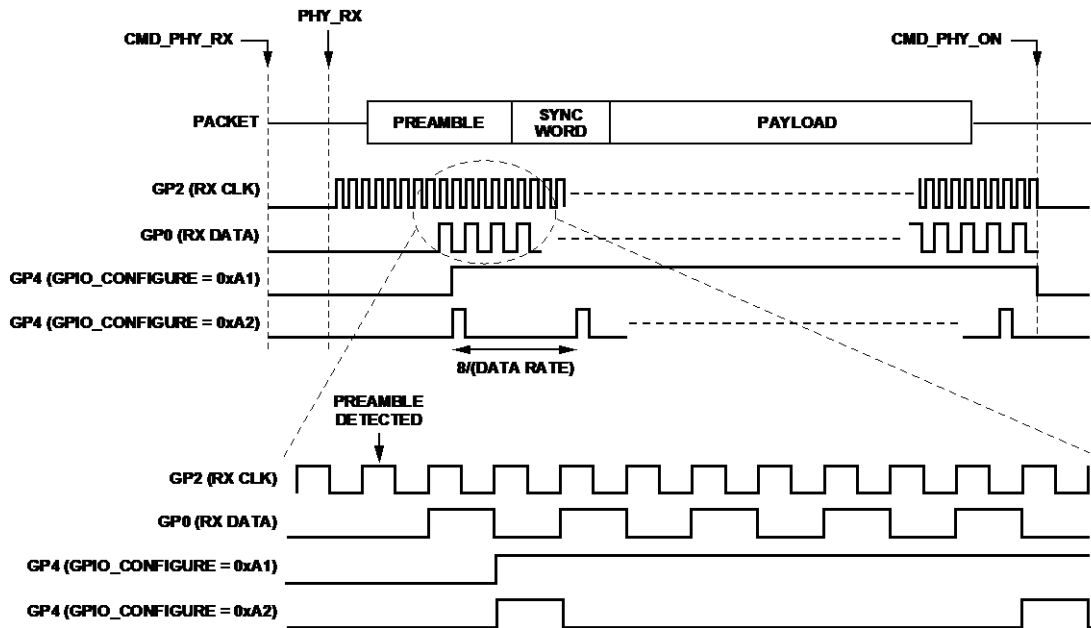 PHY_RX
CMD_PHY_RX
CMD_PHY_ON
PACKET
PREAMBLE
SYNC
WORD
PAYLOAD
GP2 (RX CLK)
GP0 (RX DATA)
GP4 (GPIO_CONFIGURE = 0xA1)
GP4 (GPIO_CONFIGURE = 0xA2)
8/(DATA RATE)
PREAMBLE
DETECTED
GP2 (RX CLK)
GP0 (RX DATA)
GP4 (GPIO_CONFIGURE = 0xA1)
GP4 (GPIO_CONFIGURE = 0xA2)